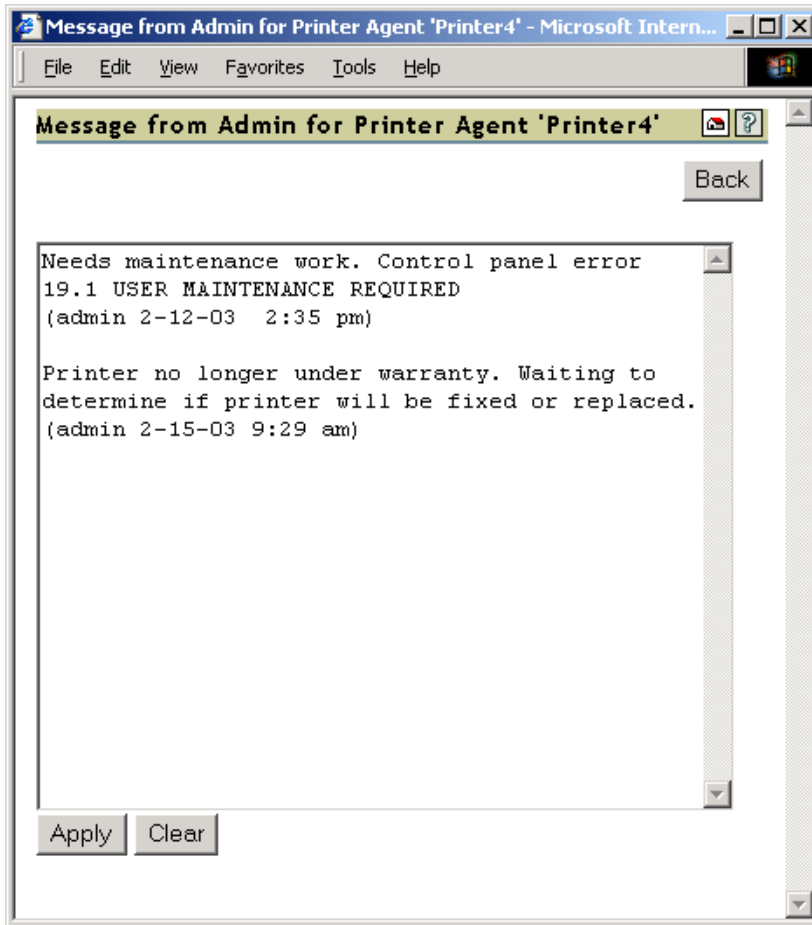 Message from Admin for Printer Agent 'Printer4' - Microsoft Intern...
File Edit View Favorites Tools Help
Message from Admin for Printer Agent 'Printer4'
?
Back
Needs maintenance work. Control panel error
19.1 USER MAINTENANCE REQUIRED
(admin 2-12-03  2:35 pm)
Printer no longer under warranty. Waiting to
determine if printer will be fixed or replaced.
(admin 2-15-03 9:29 am)
Apply Clear